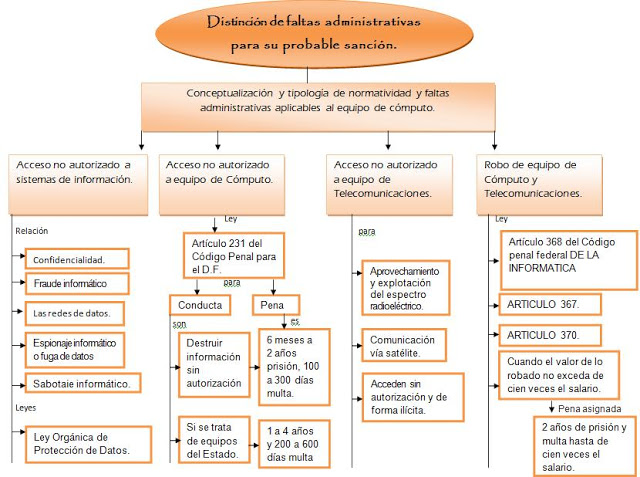 Distinción de faltas administrativas
para su probable sanción.
Conceptualización y tipología de normatividad y faltas
administrativas aplicables al equipo de cómputo.
Acceso no autorizado a
sistemas de información.
Relación
Confidencialidad.
Fraude informático
Las redes de datos.
Espionaje informático
o fuga de datos
Sabotaje informático.
Leyes
Ley Orgánica de
Protección de Datos.
Acceso no autorizado
a equipo de Cómputo.
Ley
Artículo 231 del
Código Penal para
el D.F.
para
Conducta
son
Destruir
información
sin
autorización
Si se trata
de equipos
del Estado.
Pena
es
6 meses a
2 años
prisión, 100
a 300 días
multa.
1 a 4 años
y 200 a 600
días multa
Acceso no autorizado
a equipo de
Telecomunicaciones.
para
Aprovechamiento
y explotación
del espectro
radioeléctrico.
Comunicación
vía satélite.
Acceden sin
autorización y de
forma ilícita.
Robo de equipo de
Cómputo y
Telecomunicaciones.
Ley
Artículo 368 del Código
penal federal DE LA
INFORMATICA
ARTICULO 367.
ARTICULO 370.
Cuando el valor de lo
robado no exceda de
cien veces el salario.
Pena asignada
2 años de prisión y
multa hasta de
cien veces el
salario.